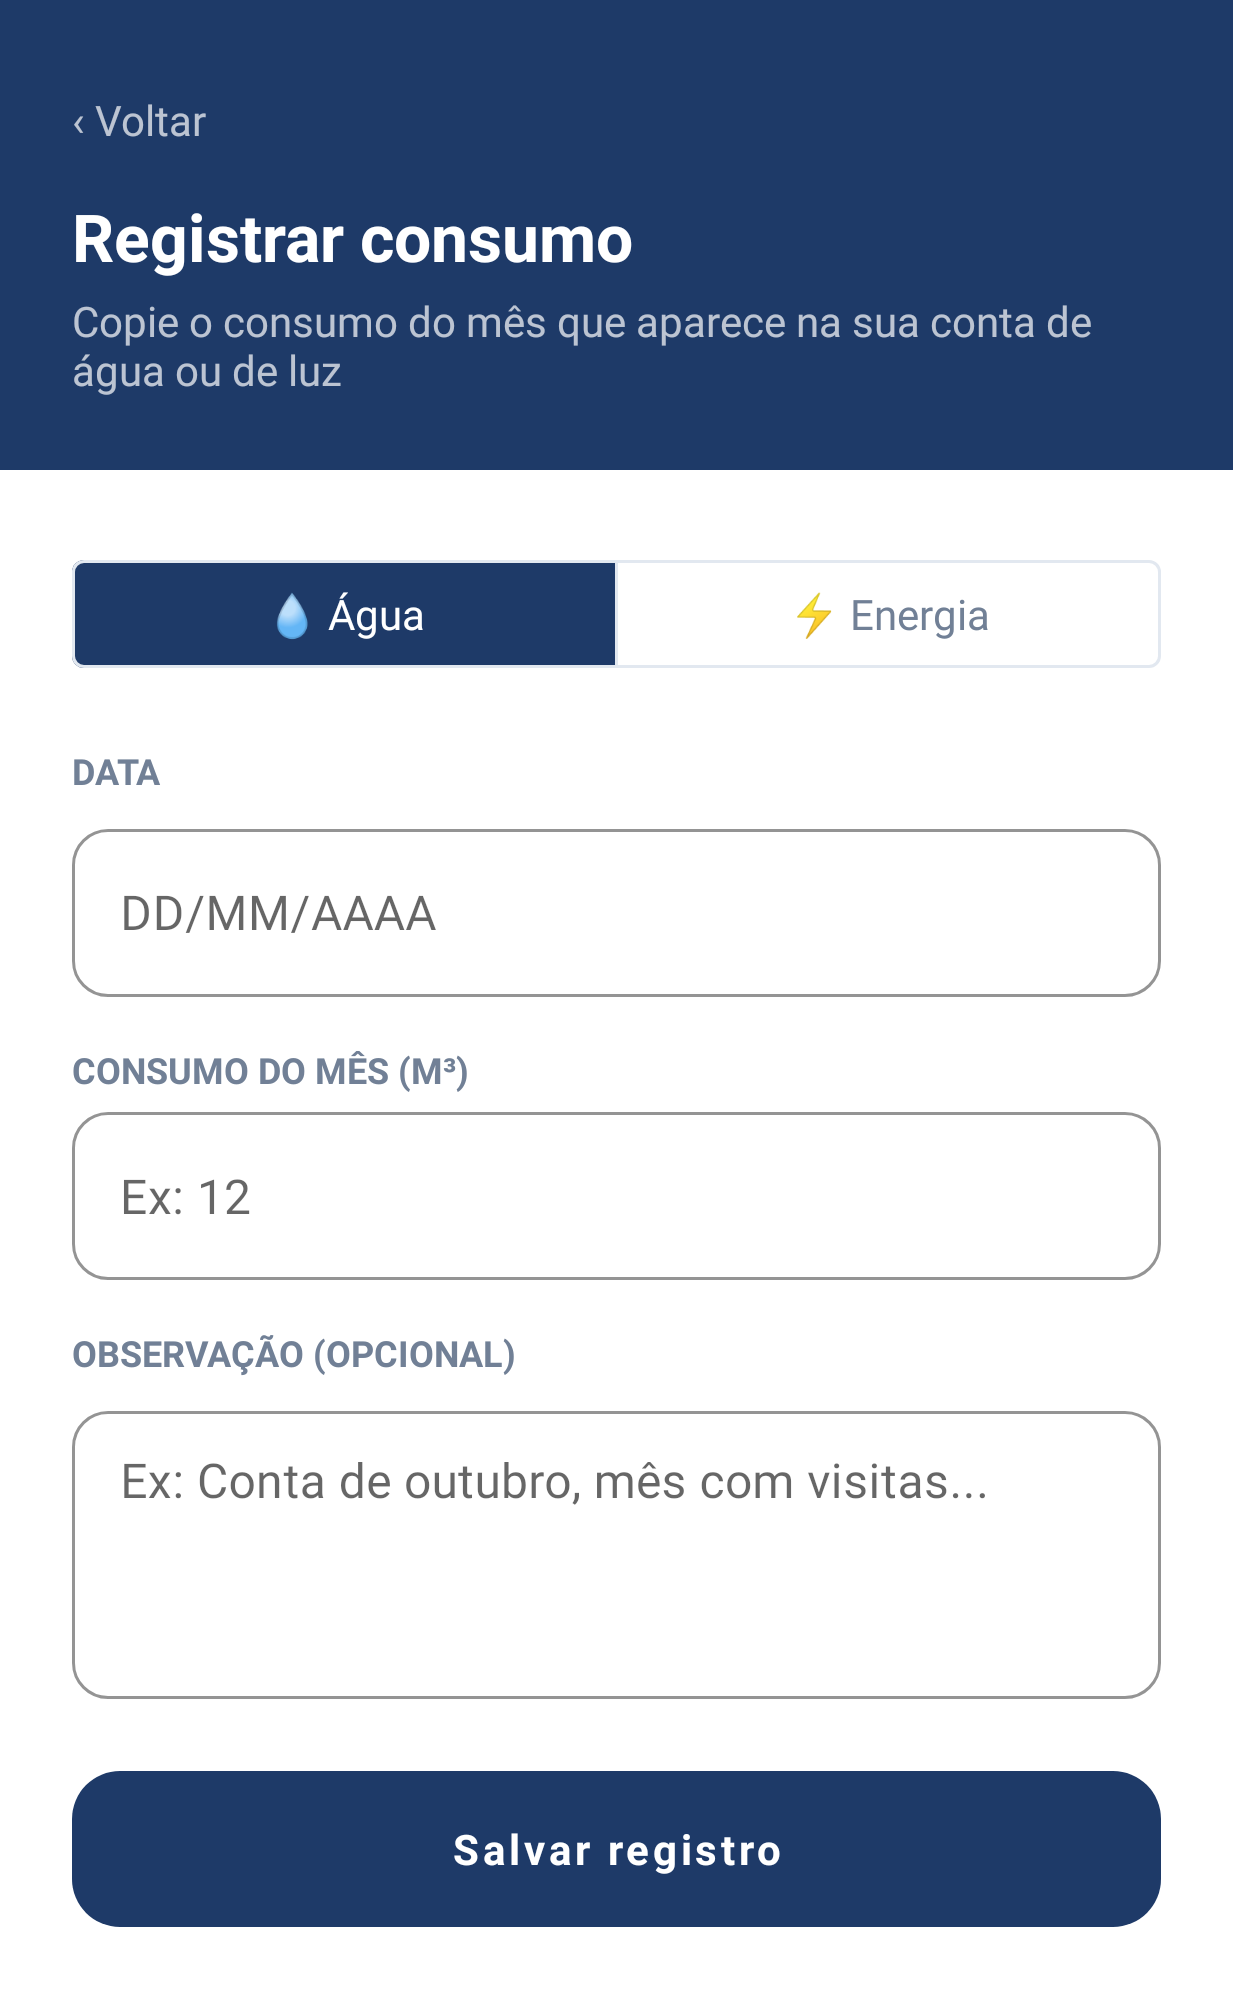 ‹ Voltar
Registrar consumo
Copie o consumo do mês que aparece na sua conta de
água ou de luz
💧 Água
⚡ Energia
DATA
DD/MM/AAAA
CONSUMO DO MÊS (M³)
Ex: 12
OBSERVAÇÃO (OPCIONAL)
Ex: Conta de outubro, mês com visitas...
Salvar registro